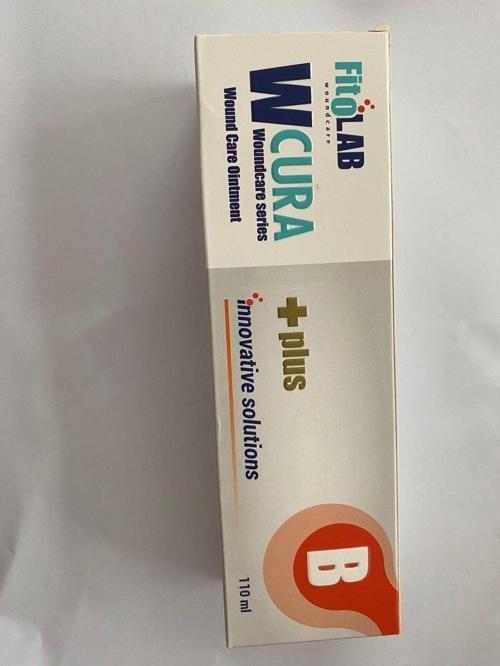 FitoLAB
woundcare
WCURA
Woundcare series
Wound Care Ointment
+plus
innovative solutions
B
110 ml